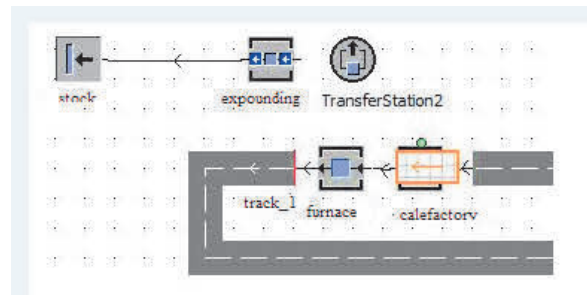 stock
expounding
TransferStation2
track_1
furnace
calefactory